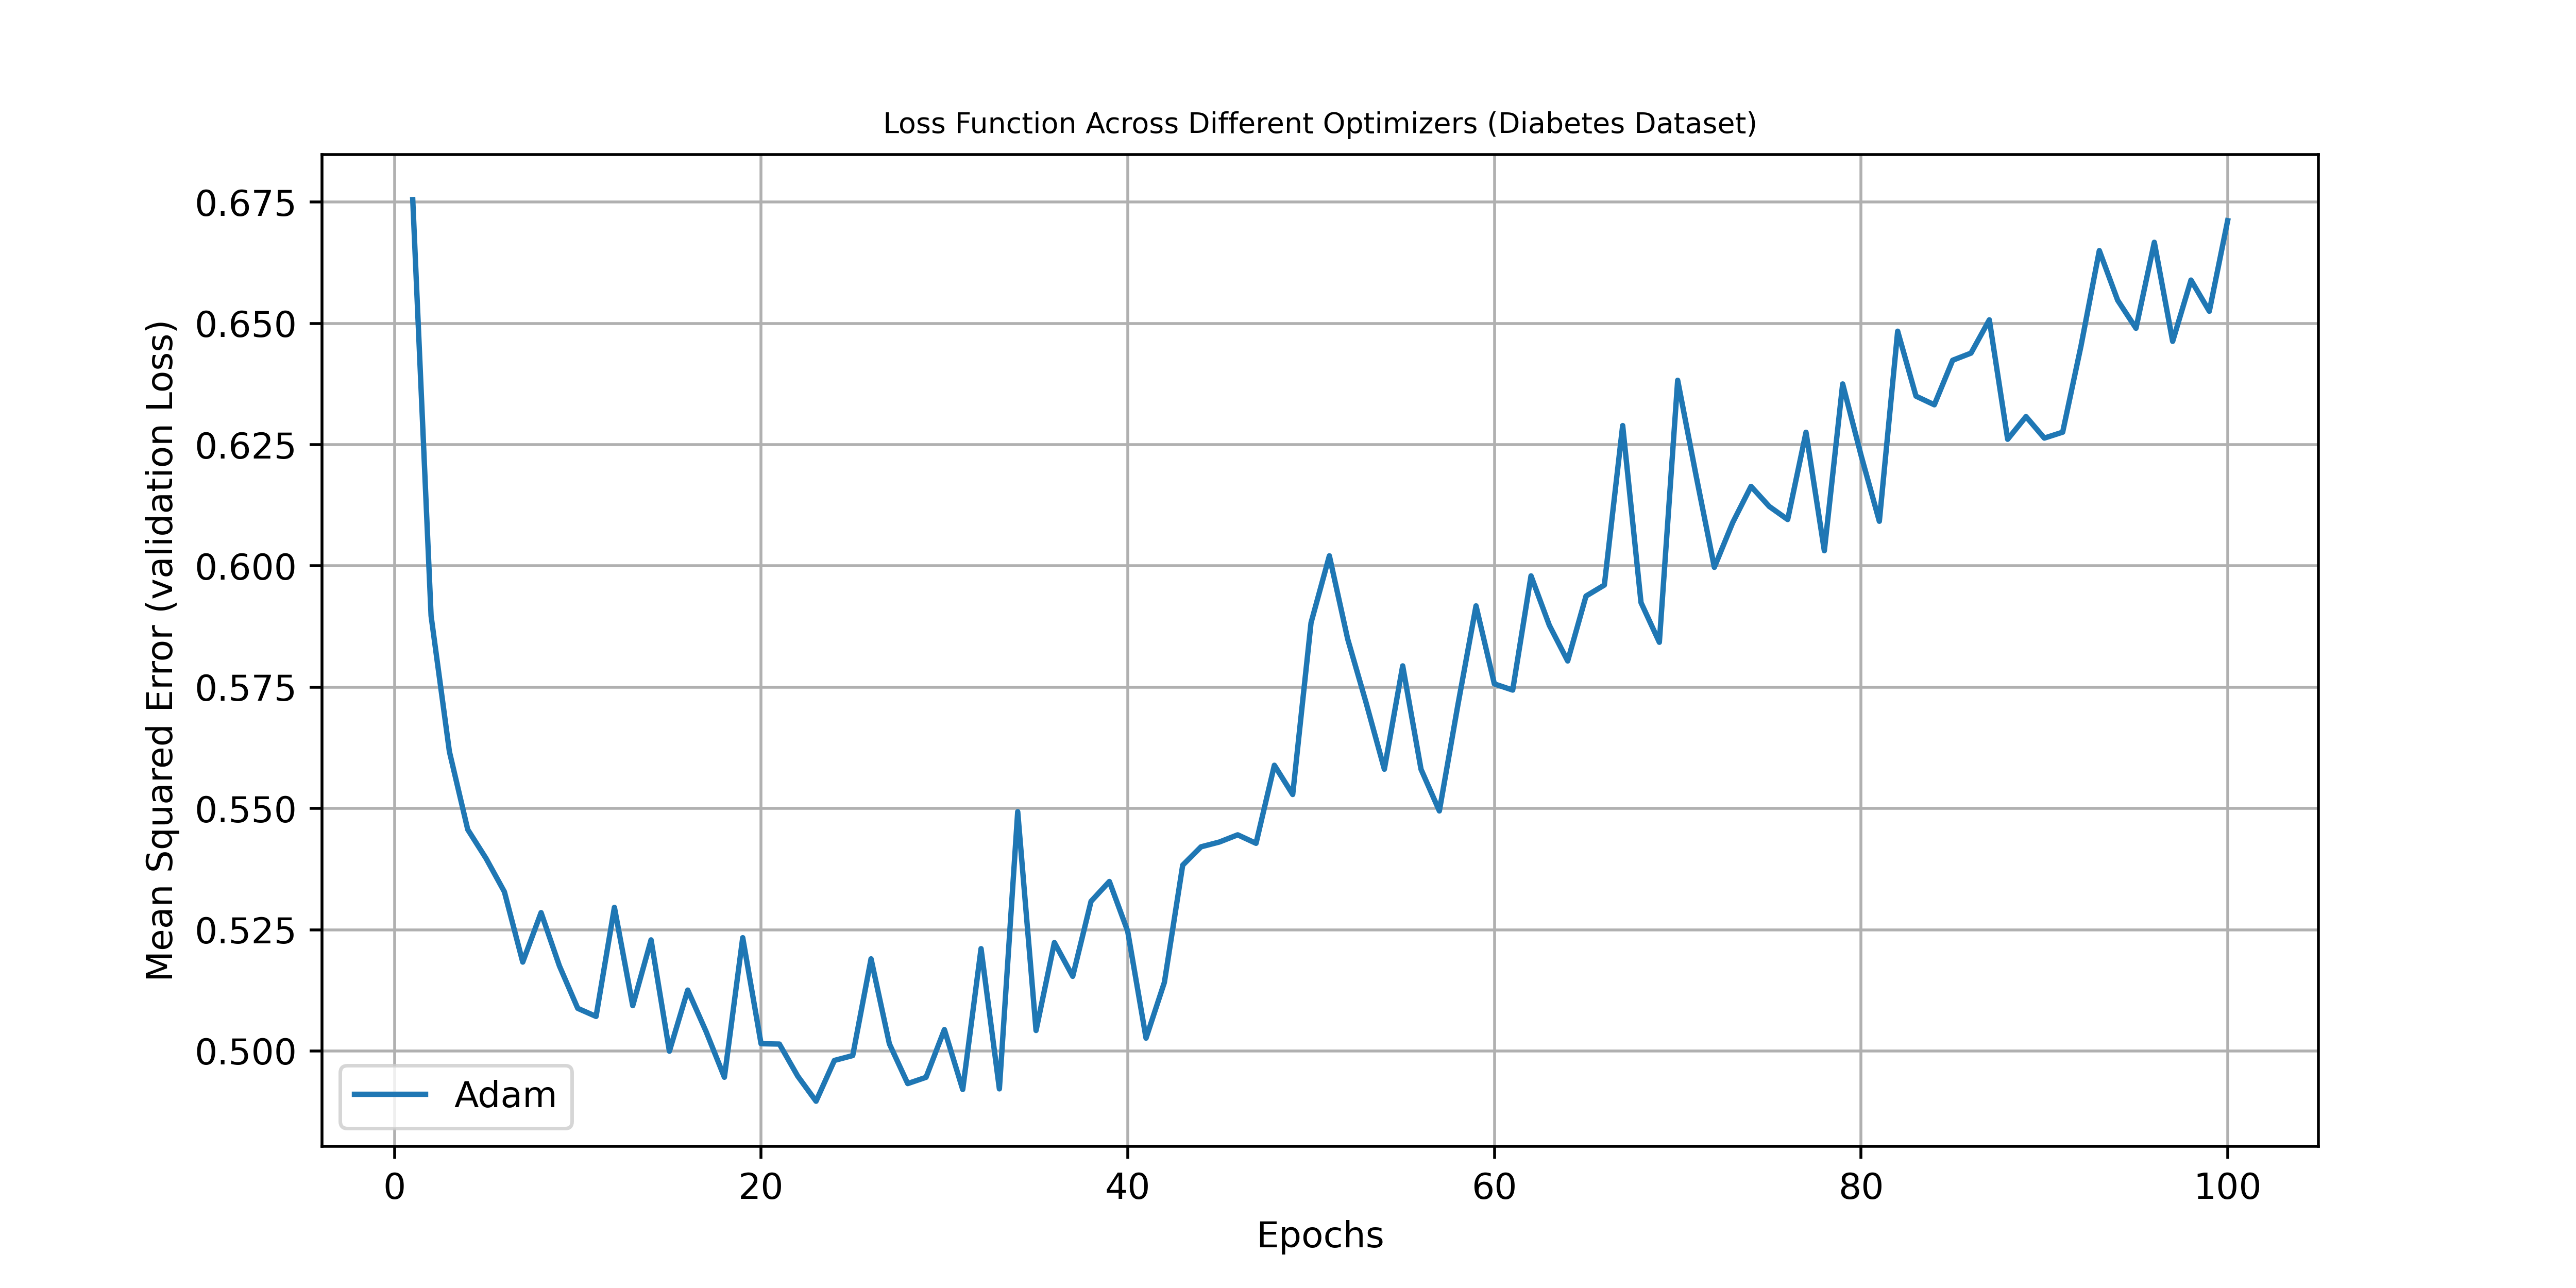 Loss Function Across Different Optimizers (Diabetes Dataset)
Mean Squared Error (validation Loss)
0.675
0.650
0.625
0.600
0.575
0.550
0.525
0.500
Adam
0 20 40 60 80 100
Epochs